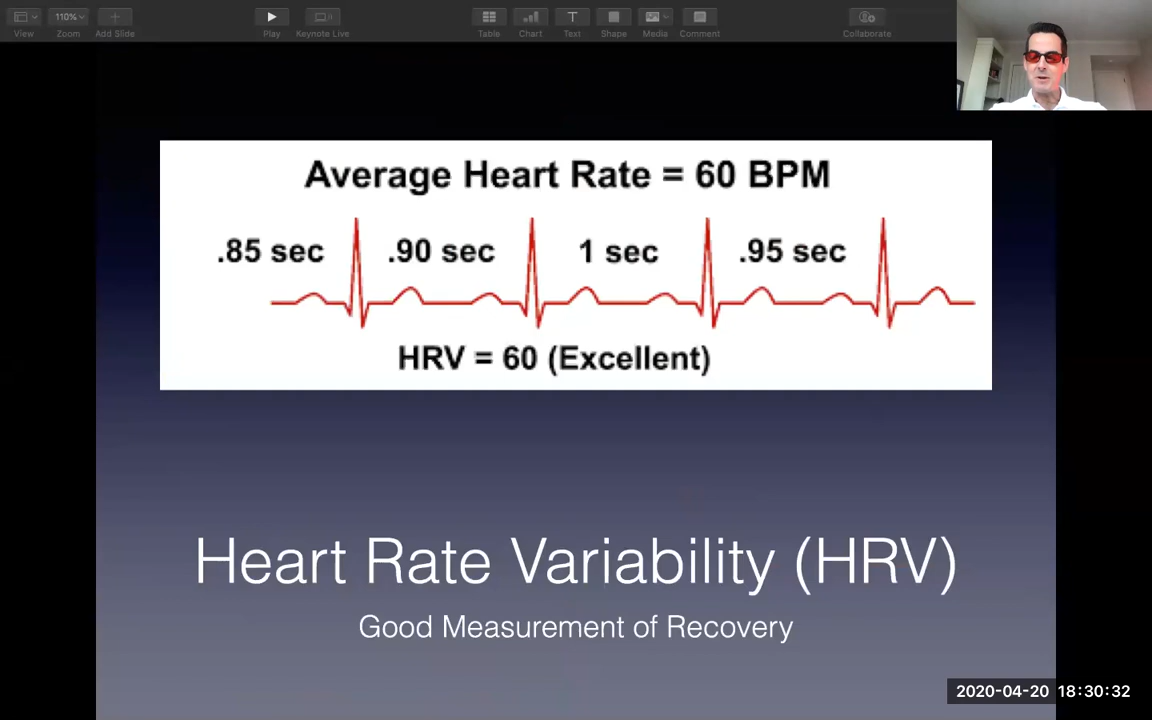 110%
View
Zoom
Add Slide
Play
Keynote Live
Table
Chart
Text
Shape
Media
Comment
Collaborate
Average Heart Rate = 60 BPM
.85 sec
.90 sec
1 sec
.95 sec
HRV = 60 (Excellent)
Heart Rate Variability (HRV)
Good Measurement of Recovery
2020-04-20 18:30:32